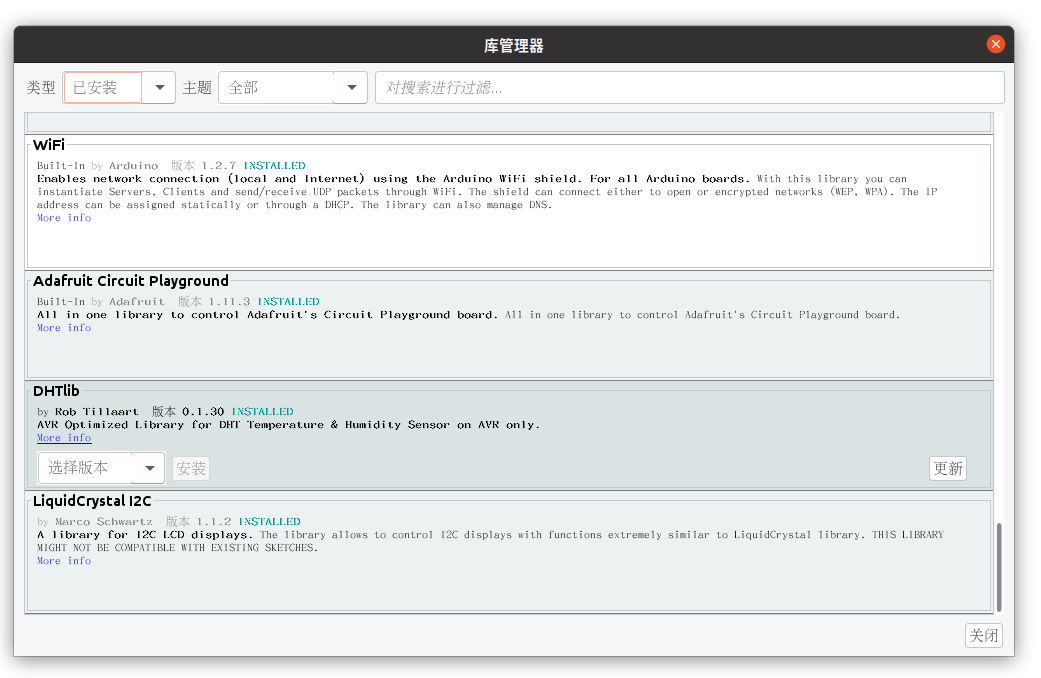 库管理器
类型 已安装 主题 全部 对搜索进行过滤...
WiFi
Built-In by Arduino 版本 1.2.7 INSTALLED
Enables network connection (local and Internet) using the Arduino WiFi shield. For all Arduino boards. With this library you can
instantiate Servers, Clients and send/receive UDP packets through WiFi. The shield can connect either to open or encrypted networks (WEP, WPA). The IP
address can be assigned statically or through a DHCP. The library can also manage DNS.
More info
Adafruit Circuit Playground
Built-In by Adafruit 版本 1.11.3 INSTALLED
All in one library to control Adafruit's Circuit Playground board. All in one library to control Adafruit's Circuit Playground board.
More info
DHTlib
by Rob Tillaart 版本 0.1.30 INSTALLED
AVR Optimized Library for DHT Temperature & Humidity Sensor on AVR only.
More info
选择版本 安装 更新
LiquidCrystal I2C
by Marco Schwartz 版本 1.1.2 INSTALLED
A library for I2C LCD displays. The library allows to control I2C displays with functions extremely similar to LiquidCrystal library. THIS LIBRARY
MIGHT NOT BE COMPATIBLE WITH EXISTING SKETCHES.
More info
关闭